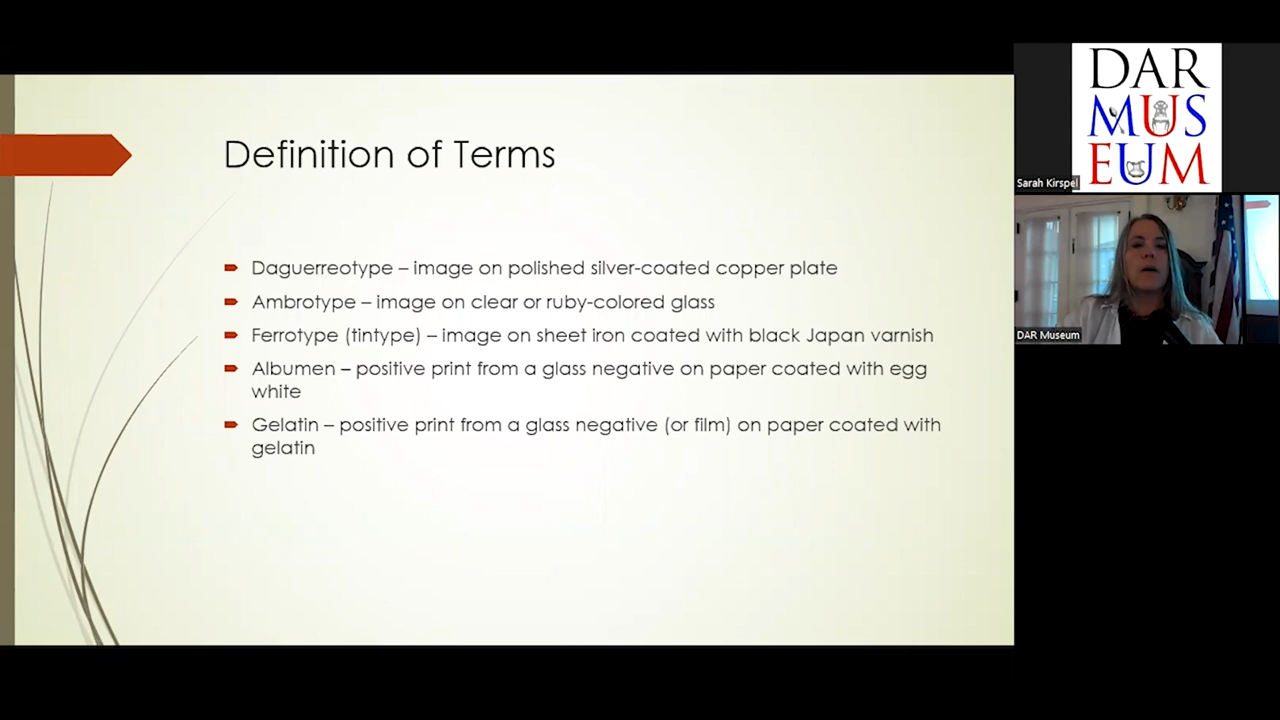 Definition of Terms
Daguerreotype – image on polished silver-coated copper plate
Ambrotype – image on clear or ruby-colored glass
Ferrotype (tintype) – image on sheet iron coated with black Japan varnish
Albumen – positive print from a glass negative on paper coated with egg
white
Gelatin – positive print from a glass negative (or film) on paper coated with
gelatin
DAR
MUS
EUM
Sarah Kirspel
DAR Museum